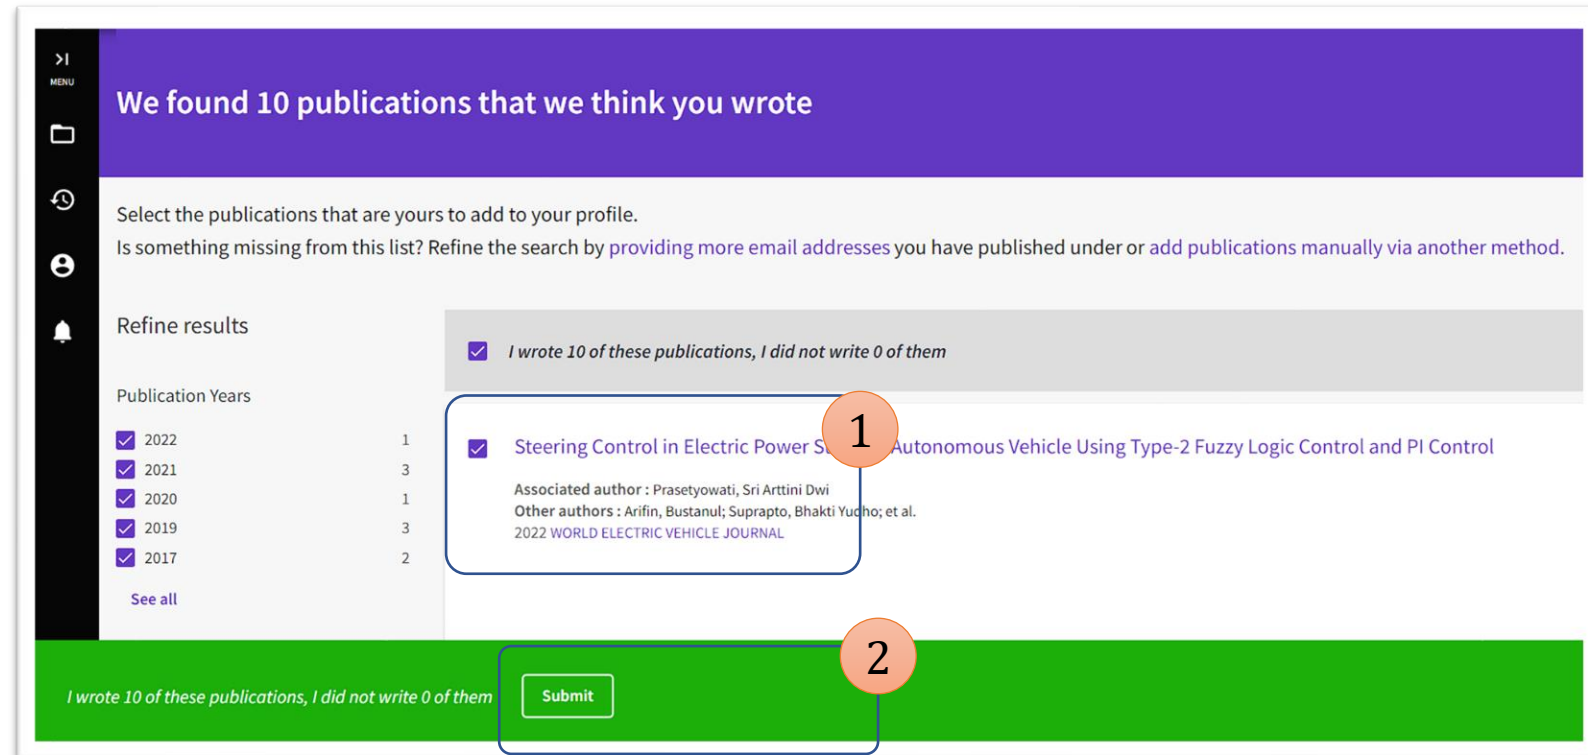 MENU
We found 10 publications that we think you wrote
Select the publications that are yours to add to your profile.
Is something missing from this list? Refine the search by providing more email addresses you have published under or add publications manually via another method.
Refine results
I wrote 10 of these publications, I did not write 0 of them
Publication Years
2022 1
2021 3
2020 1
2019 3
2017 2
See all
1
Steering Control in Electric Power Autonomous Vehicle Using Type-2 Fuzzy Logic Control and PI Control
Associated author : Prasetyowati, Sri Arttini Dwi
Other authors : Arifin, Bustanul; Suprapto, Bhakti Yudho; et al.
2022 WORLD ELECTRIC VEHICLE JOURNAL
2
I wrote 10 of these publications, I did not write 0 of them
Submit